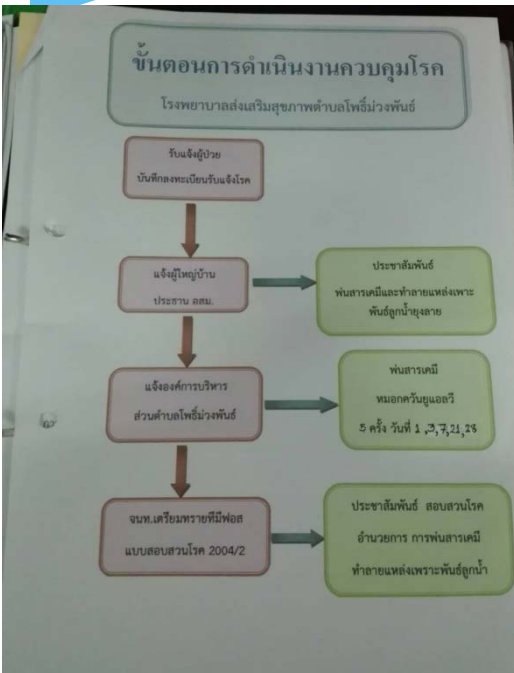 ขั้นตอนการดำเนินงานควบคุมโรค
โรงพยาบาลส่งเสริมสุขภาพตำบลโพธิ์ม่วงพันธ์
รับแจ้งผู้ป่วย
บันทึกลงทะเบียนรับแจ้งโรค
แจ้งผู้ใหญ่บ้าน
ประธาน อสม.
ประชาสัมพันธ์
พ่นสารเคมีและทำลายแหล่งเพาะ
พันธ์ลูกน้ำยุงลาย
แจ้งองค์การบริหาร
ส่วนตำบลโพธิ์ม่วงพันธ์
พ่นสารเคมี
หมอกควันยูแอลวี
5 ครั้ง วันที่ 1 ,3,7,21,28
จนท.เตรียมทรายทีมีฟอส
แบบสอบสวนโรค 2004/2
ประชาสัมพันธ์ สอบสวนโรค
อำนวยการ การพ่นสารเคมี
ทำลายแหล่งเพราะพันธ์ลูกน้ำ